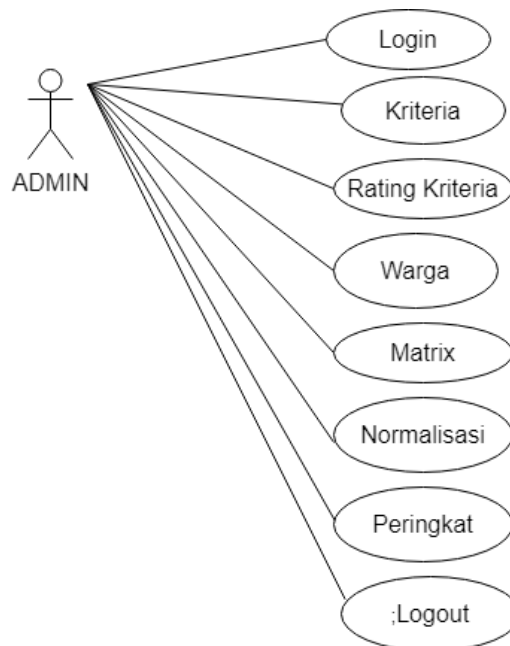 Login
Kriteria
ADMIN
Rating Kriteria
Warga
Matrix
Normalisasi
Peringkat
;Logout